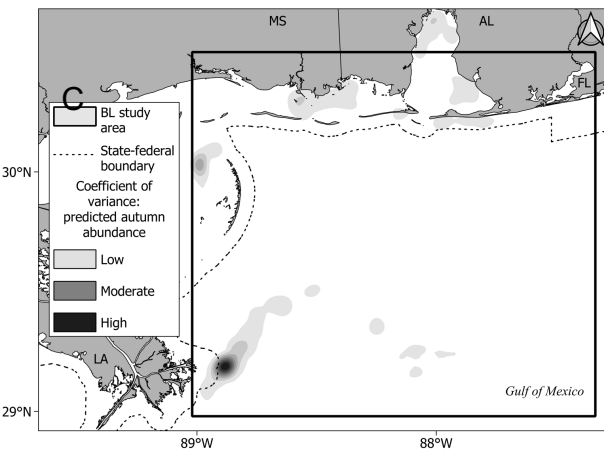 MS
AL
FL
C
BL study
area
State-federal
boundary
Coefficient of
variance:
predicted autumn
abundance
Low
Moderate
High
30°N
LA
Gulf of Mexico
29°N
89°W
88°W